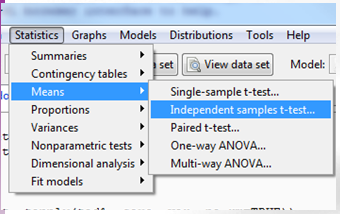 Statistics Graphs Models Distributions Tools Help
Summaries
Contingency tables
Means
Proportions
Variances
Nonparametric tests
Dimensional analysis
Fit models
set
View data set
Model:
Single-sample t-test...
Independent samples t-test...
Paired t-test...
One-way ANOVA...
Multi-way ANOVA...